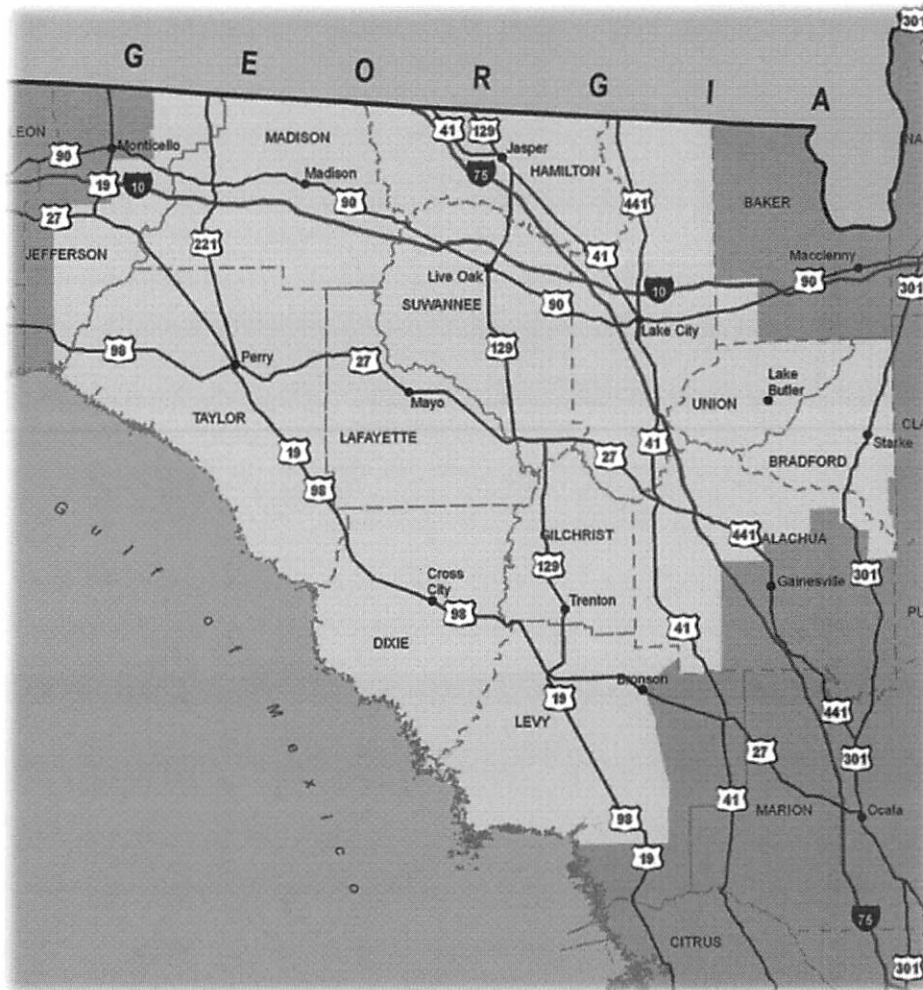 301
G E O R G I A
LEON
MADISON
41
129
Jasper
HAMILTON
90
Monticello
Madison
75
19
10
90
441
BAKER
27
221
41
Macclenny
JEFFERSON
Live Oak
SUWANNEE
90
10
90
301
Lake City
98
Perry
27
129
Mayo
UNION
Lake
Butler
TAYLOR
LAFAYETTE
41
Starke
19
27
BRADFORD
98
GILCHRIST
441
ALACHUA
Gulf of Mexico
129
301
Gainesville
Cross
City
98
Trenton
DIXIE
41
Bronson
19
LEVY
441
27
301
98
41
MARION
Ocala
19
75
CITRUS
301